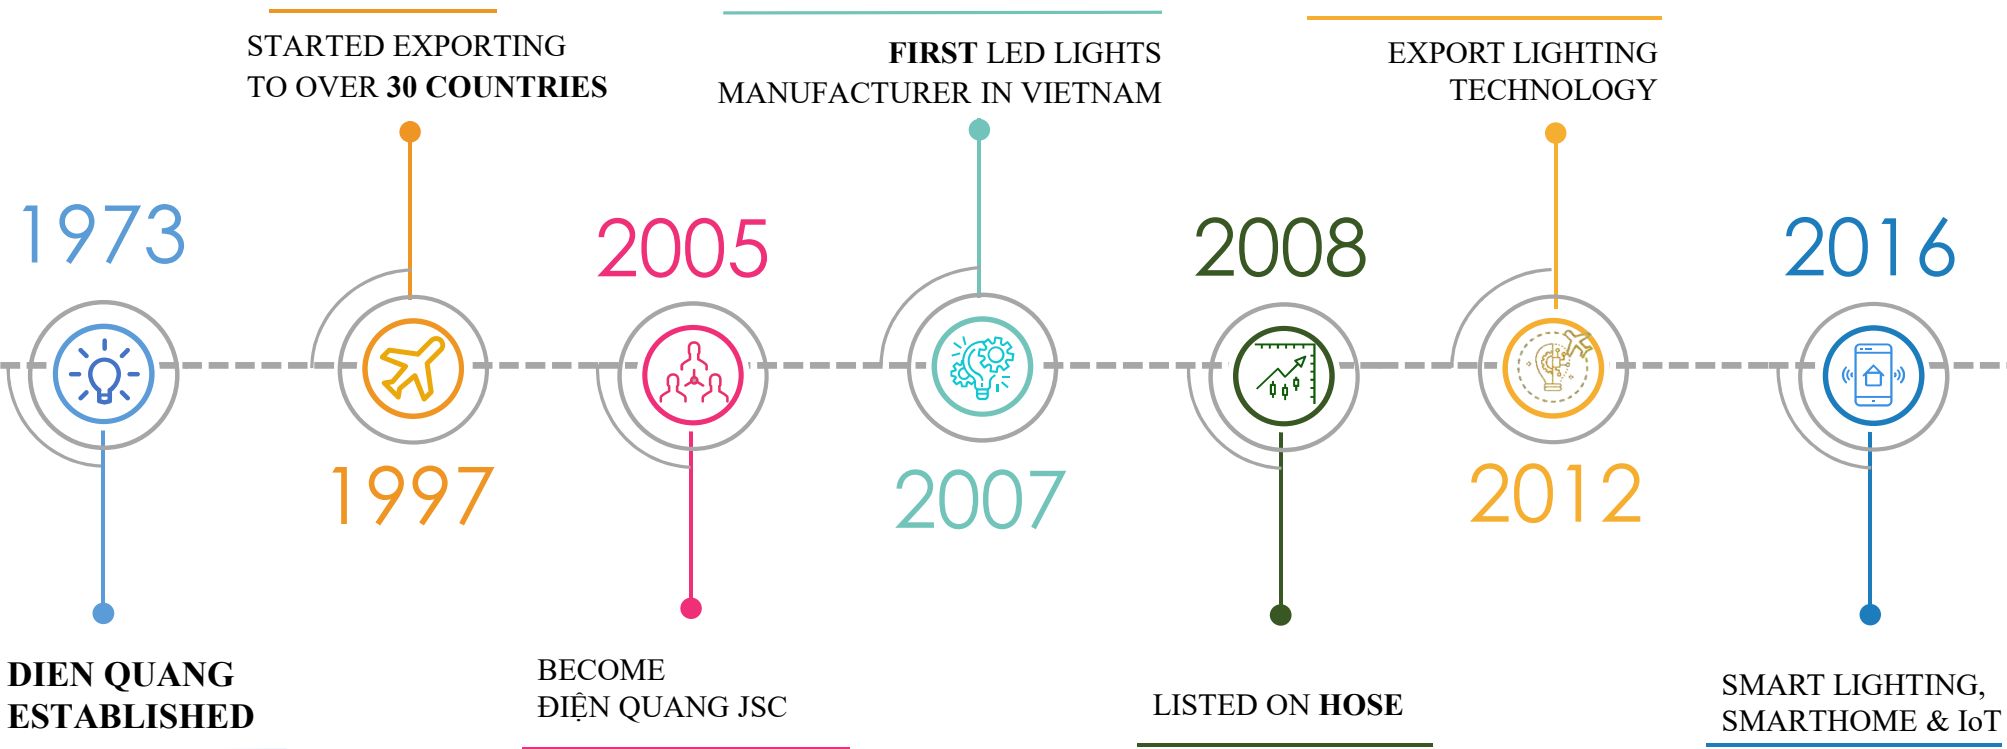 STARTED EXPORTING
TO OVER 30 COUNTRIES
FIRST LED LIGHTS
MANUFACTURER IN VIETNAM
EXPORT LIGHTING
TECHNOLOGY
1973
2005
2008
2016
1997
2007
2012
DIEN QUANG
ESTABLISHED
BECOME
ĐIỆN QUANG JSC
LISTED ON HOSE
SMART LIGHTING,
SMARTHOME & IoT